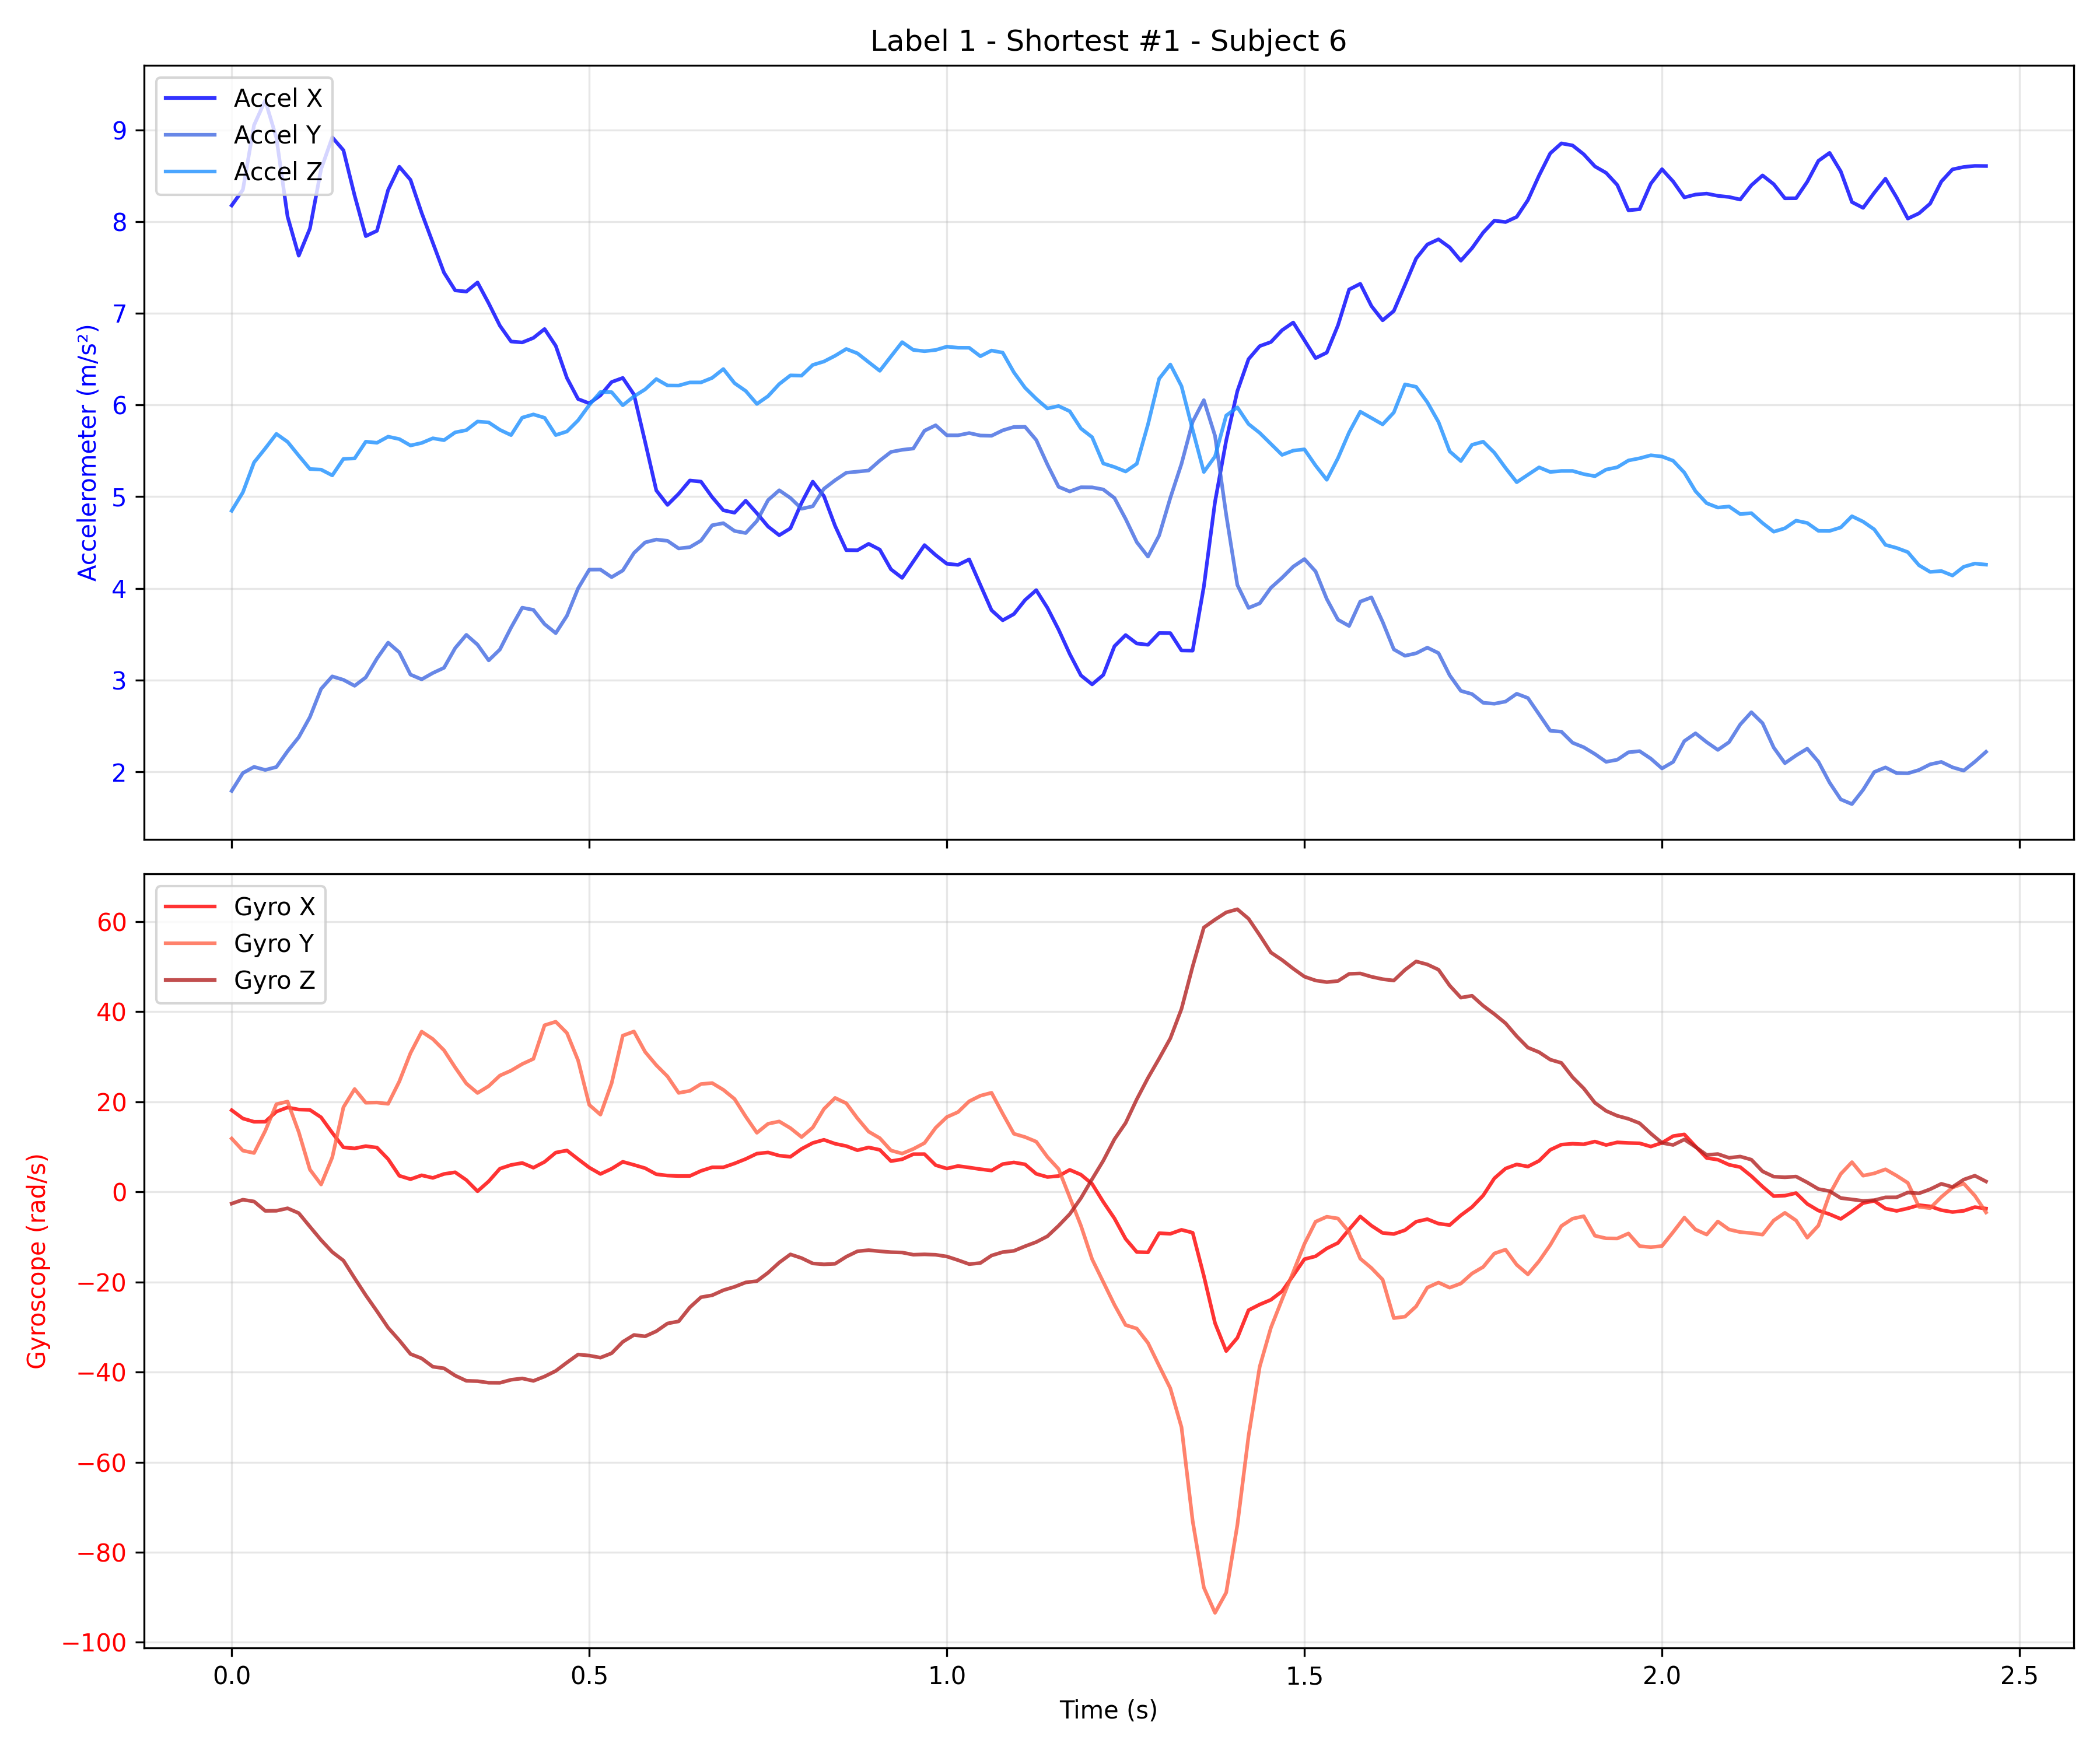 Label 1 - Shortest #1 - Subject 6
Accel X
Accel Y
Accel Z
9
8
7
6
5
4
3
2
Accelerometer (m/s²)
Gyro X
Gyro Y
Gyro Z
60
40
20
0
−20
−40
−60
−80
−100
Gyroscope (rad/s)
0.0 0.5 1.0 1.5 2.0 2.5
Time (s)